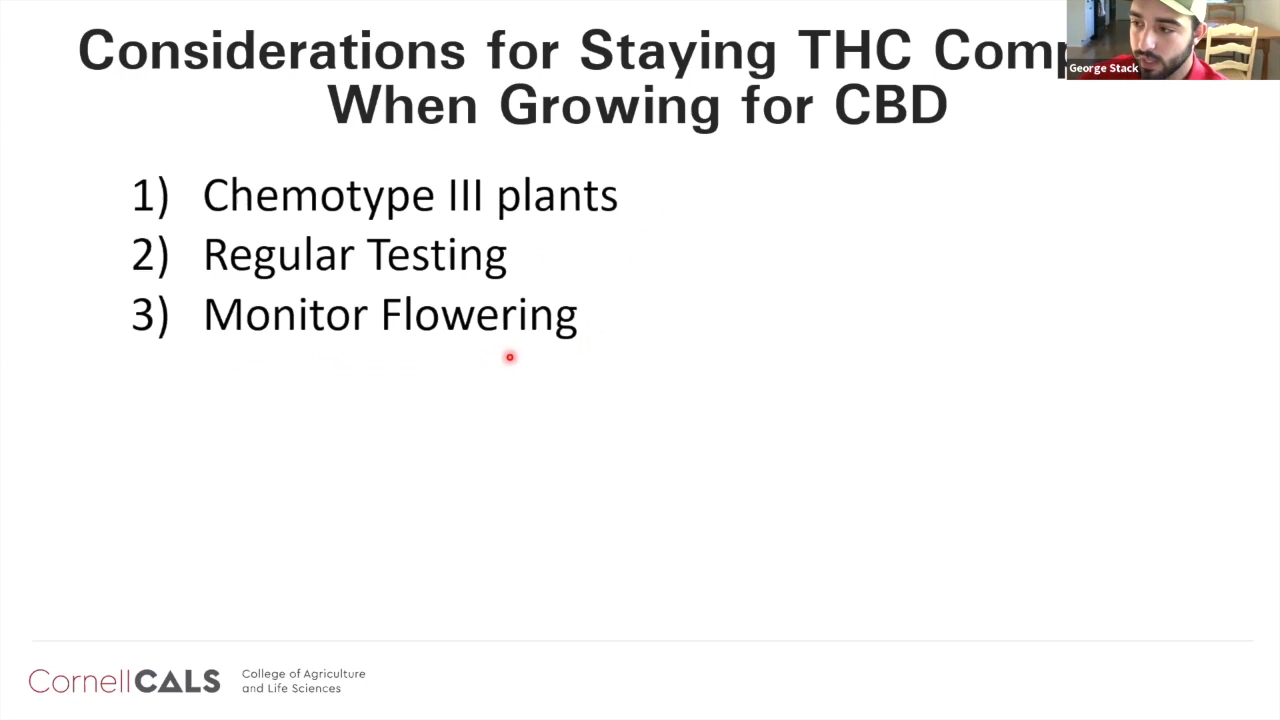 Considerations for Staying THC Comp
When Growing for CBD
George Stack
1) Chemotype III plants
2) Regular Testing
3) Monitor Flowering
CornellCALS
College of Agriculture
and Life Sciences